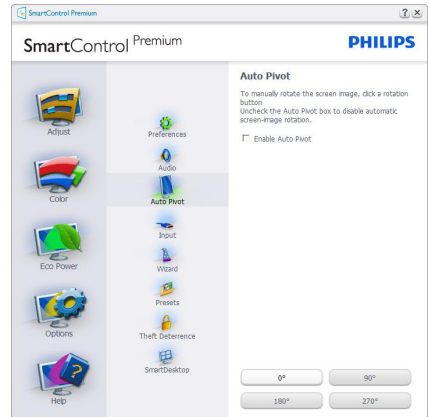 SmartControl Premium
SmartControl Premium
PHILIPS
Adjust
Color
Eco Power
Options
Help
Preferences
Audio
Auto Pivot
Input
Wizard
Presets
Theft Deterrence
SmartDesktop
Auto Pivot
To manually rotate the screen image, click a rotation
button
Uncheck the Auto Pivot box to disable automatic
screen-image rotation.
Enable Auto Pivot
0°
90°
180°
270°